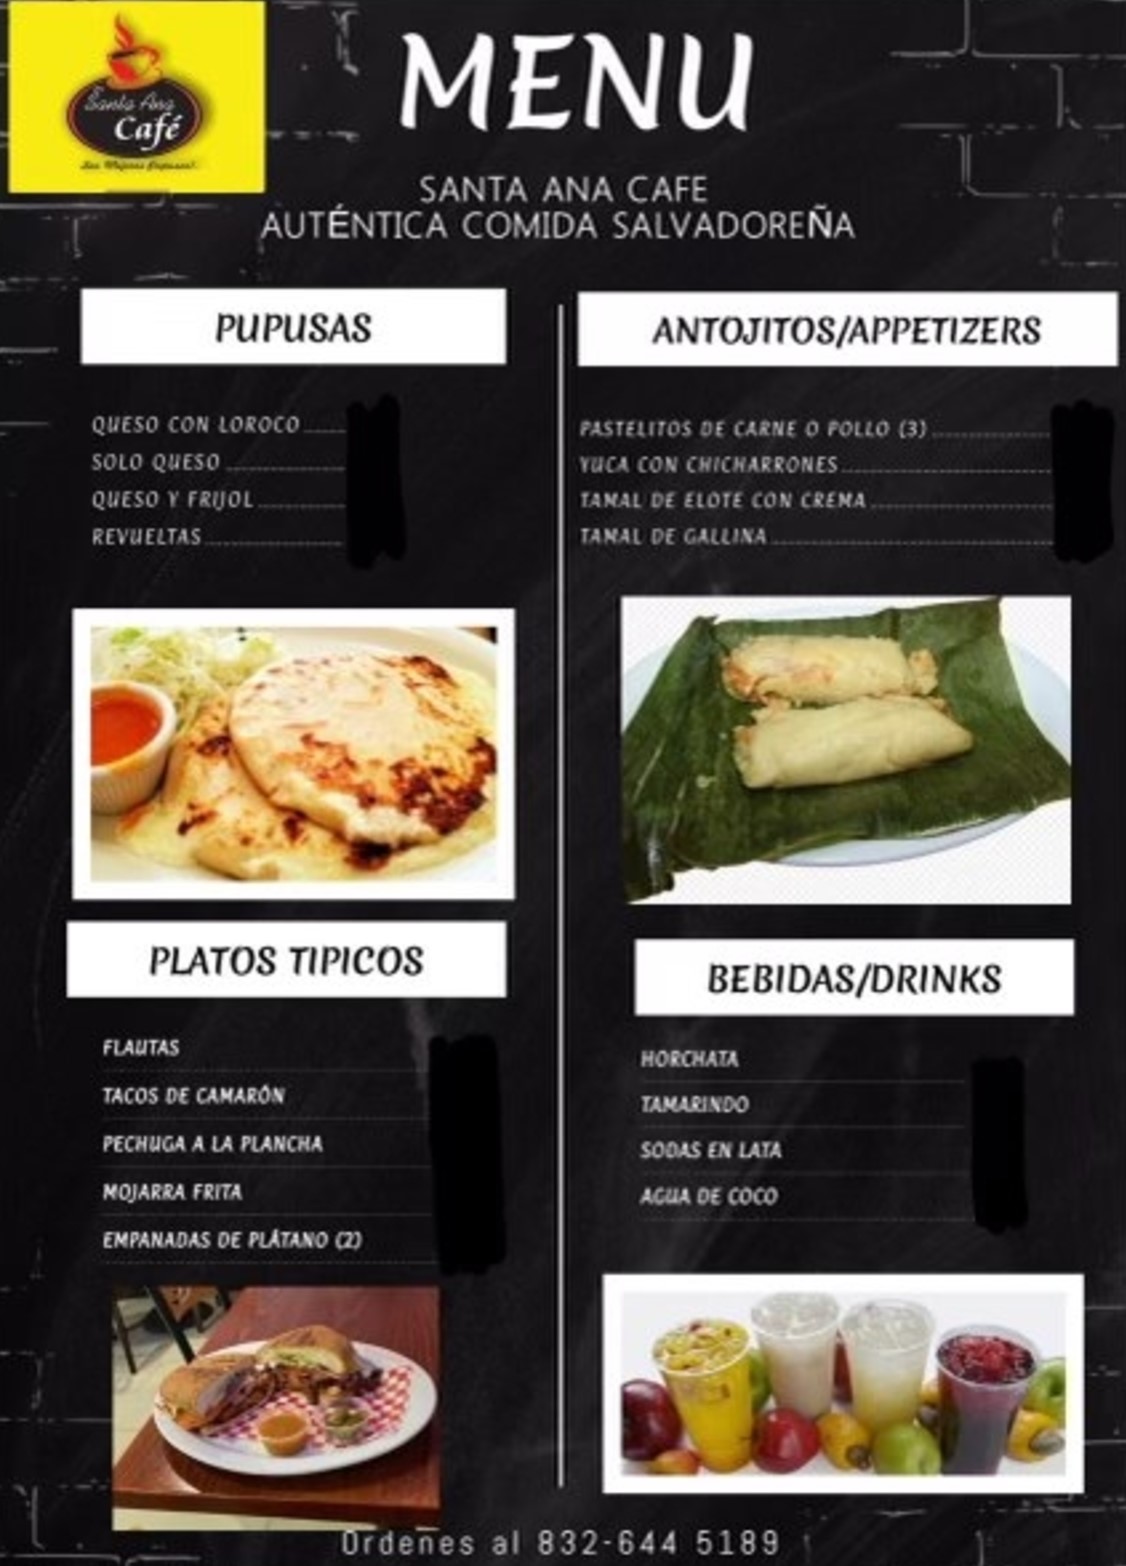 Santa Ana
Café
Las Mejores Pupusas!
MENU
SANTA ANA CAFE
AUTÉNTICA COMIDA SALVADOREÑA
PUPUSAS
QUESO CON LOROCO
SOLO QUESO
QUESO Y FRIJOL
REVUELTAS
ANTOJITOS/APPETIZERS
PASTELITOS DE CARNE O POLLO (3)
YUCA CON CHICHARRONES
TAMAL DE ELOTE CON CREMA
TAMAL DE GALLINA
PLATOS TIPICOS
FLAUTAS
TACOS DE CAMARÓN
PECHUGA A LA PLANCHA
MOJARRA FRITA
EMPANADAS DE PLÁTANO (2)
BEBIDAS/DRINKS
HORCHATA
TAMARINDO
SODAS EN LATA
AGUA DE COCO
Ordenes al 832-644 5189